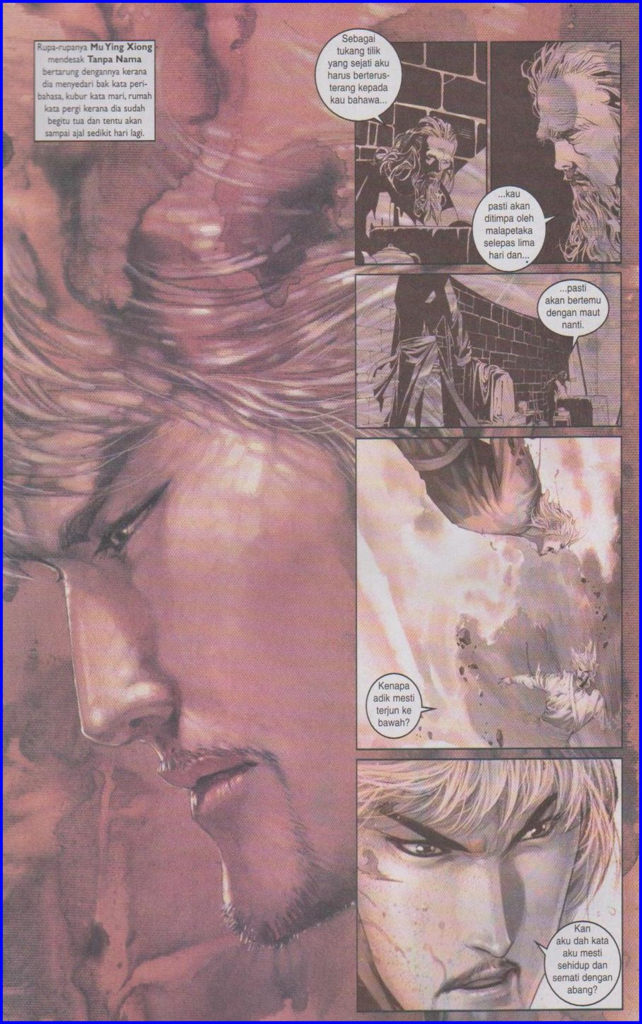 Rupa-rupanya Mu Ying Xiong
mendesak Tanpa Nama
bertarung dengannya kerana
dia menyedari bak kata peri-
bahasa, kubur kata mari, rumah
kata pergi kerana dia sudah
begitu tua dan tentu akan
sampai ajal sedikit hari lagi.
Sebagai
tukang tilik
yang sejati aku
harus berterus-
terang kepada
kau bahawa...
...kau
pasti akan
ditimpa oleh
malapetaka
selepas lima
hari dan...
...pasti
akan bertemu
dengan maut
nanti.
Kenapa
adik mesti
terjun ke
bawah?
Kan
aku dah kata
aku mesti
sehidup dan
semati dengan
abang?